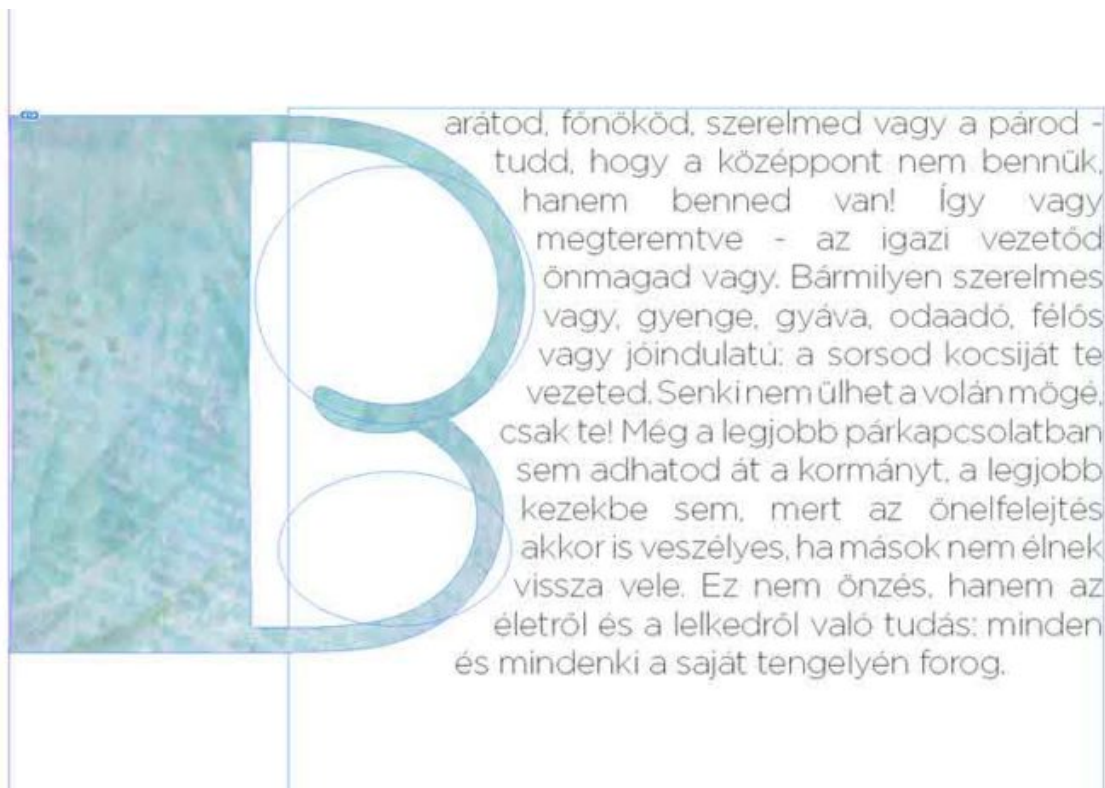 B
arátod, főnököd, szerelmed vagy a párod -
tudd, hogy a középpont nem bennük,
hanem benned van! Így vagy
megteremtve - az igazi vezetőd
önmagad vagy. Bármilyen szerelmes
vagy, gyenge, gyáva, odaadó, félős
vagy jóindulatú: a sorsod kocsiját te
vezeted. Senki nem ülhet a volán mögé,
csak te! Még a legjobb párkapcsolatban
sem adhatod át a kormányt, a legjobb
kezekbe sem, mert az önelfelejtés
akkor is veszélyes, ha mások nem élnek
vissza vele. Ez nem önzés, hanem az
életről és a lelkedről való tudás: minden
és mindenki a saját tengelyén forog.